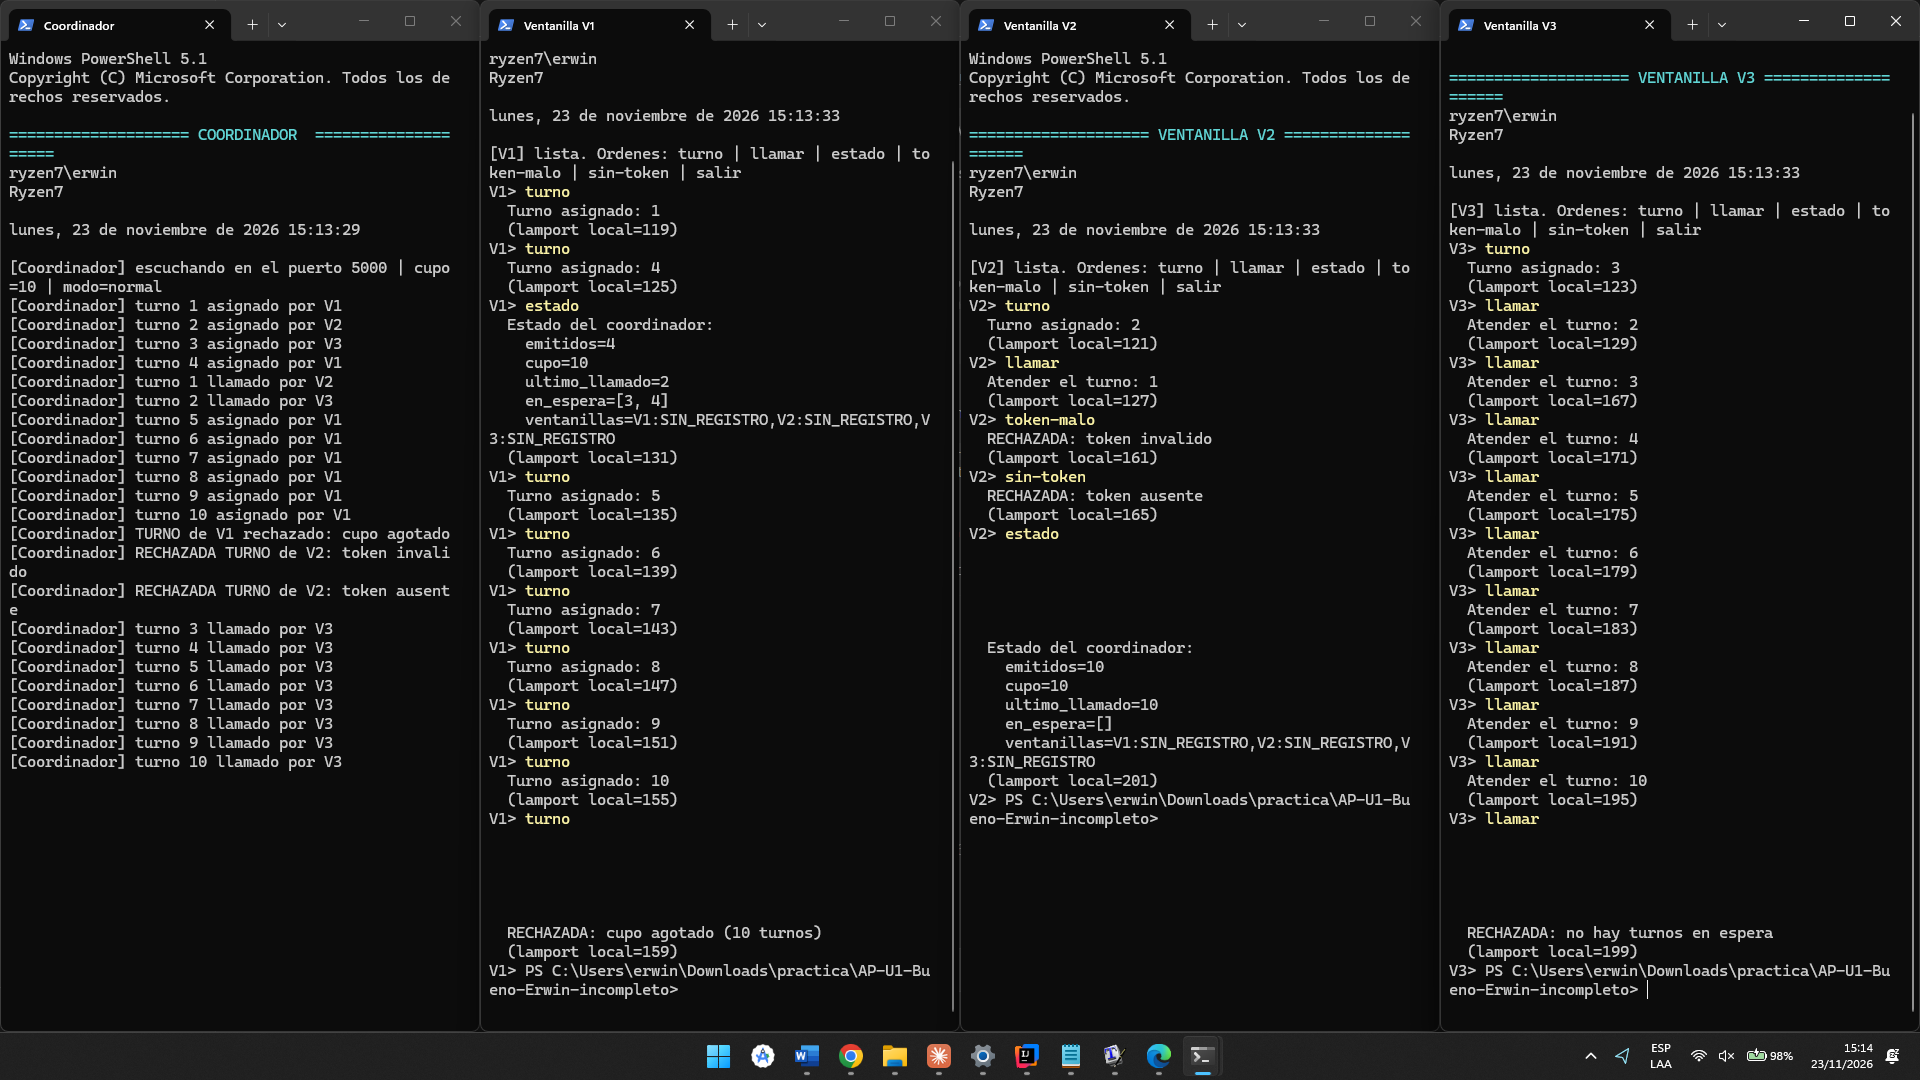 Coordinador
Windows PowerShell 5.1
Copyright (C) Microsoft Corporation. Todos los de
rechos reservados.
==================== COORDINADOR  ===============
=====
ryzen7\erwin
Ryzen7
lunes, 23 de noviembre de 2026 15:13:29
[Coordinador] escuchando en el puerto 5000 | cupo
=10 | modo=normal
[Coordinador] turno 1 asignado por V1
[Coordinador] turno 2 asignado por V2
[Coordinador] turno 3 asignado por V3
[Coordinador] turno 4 asignado por V1
[Coordinador] turno 1 llamado por V2
[Coordinador] turno 2 llamado por V3
[Coordinador] turno 5 asignado por V1
[Coordinador] turno 6 asignado por V1
[Coordinador] turno 7 asignado por V1
[Coordinador] turno 8 asignado por V1
[Coordinador] turno 9 asignado por V1
[Coordinador] turno 10 asignado por V1
[Coordinador] TURNO de V1 rechazado: cupo agotado
[Coordinador] RECHAZADA TURNO de V2: token invali
do
[Coordinador] RECHAZADA TURNO de V2: token ausent
e
[Coordinador] turno 3 llamado por V3
[Coordinador] turno 4 llamado por V3
[Coordinador] turno 5 llamado por V3
[Coordinador] turno 6 llamado por V3
[Coordinador] turno 7 llamado por V3
[Coordinador] turno 8 llamado por V3
[Coordinador] turno 9 llamado por V3
[Coordinador] turno 10 llamado por V3
Ventanilla V1
ryzen7\erwin
Ryzen7
lunes, 23 de noviembre de 2026 15:13:33
[V1] lista. Ordenes: turno | llamar | estado | to
ken-malo | sin-token | salir
V1> turno
Turno asignado: 1
(lamport local=119)
V1> turno
Turno asignado: 4
(lamport local=125)
V1> estado
Estado del coordinador:
emitidos=4
cupo=10
ultimo_llamado=2
en_espera=[3, 4]
ventanillas=V1:SIN_REGISTRO,V2:SIN_REGISTRO,V
3:SIN_REGISTRO
(lamport local=131)
V1> turno
Turno asignado: 5
(lamport local=135)
V1> turno
Turno asignado: 6
(lamport local=139)
V1> turno
Turno asignado: 7
(lamport local=143)
V1> turno
Turno asignado: 8
(lamport local=147)
V1> turno
Turno asignado: 9
(lamport local=151)
V1> turno
Turno asignado: 10
(lamport local=155)
V1> turno
RECHAZADA: cupo agotado (10 turnos)
(lamport local=159)
V1> PS C:\Users\erwin\Downloads\practica\AP-U1-Bu
eno-Erwin-incompleto>
Ventanilla V2
Windows PowerShell 5.1
Copyright (C) Microsoft Corporation. Todos los de
rechos reservados.
==================== VENTANILLA V2 ==============
======
ryzen7\erwin
Ryzen7
lunes, 23 de noviembre de 2026 15:13:33
[V2] lista. Ordenes: turno | llamar | estado | to
ken-malo | sin-token | salir
V2> turno
Turno asignado: 2
(lamport local=121)
V2> llamar
Atender el turno: 1
(lamport local=127)
V2> token-malo
RECHAZADA: token invalido
(lamport local=161)
V2> sin-token
RECHAZADA: token ausente
(lamport local=165)
V2> estado
Estado del coordinador:
emitidos=10
cupo=10
ultimo_llamado=10
en_espera=[]
ventanillas=V1:SIN_REGISTRO,V2:SIN_REGISTRO,V
3:SIN_REGISTRO
(lamport local=201)
V2> PS C:\Users\erwin\Downloads\practica\AP-U1-Bu
eno-Erwin-incompleto>
Ventanilla V3
==================== VENTANILLA V3 ==============
======
ryzen7\erwin
Ryzen7
lunes, 23 de noviembre de 2026 15:13:33
[V3] lista. Ordenes: turno | llamar | estado | to
ken-malo | sin-token | salir
V3> turno
Turno asignado: 3
(lamport local=123)
V3> llamar
Atender el turno: 2
(lamport local=129)
V3> llamar
Atender el turno: 3
(lamport local=167)
V3> llamar
Atender el turno: 4
(lamport local=171)
V3> llamar
Atender el turno: 5
(lamport local=175)
V3> llamar
Atender el turno: 6
(lamport local=179)
V3> llamar
Atender el turno: 7
(lamport local=183)
V3> llamar
Atender el turno: 8
(lamport local=187)
V3> llamar
Atender el turno: 9
(lamport local=191)
V3> llamar
Atender el turno: 10
(lamport local=195)
V3> llamar
RECHAZADA: no hay turnos en espera
(lamport local=199)
V3> PS C:\Users\erwin\Downloads\practica\AP-U1-Bu
eno-Erwin-incompleto>
ESP
LAA
98%
15:14
23/11/2026